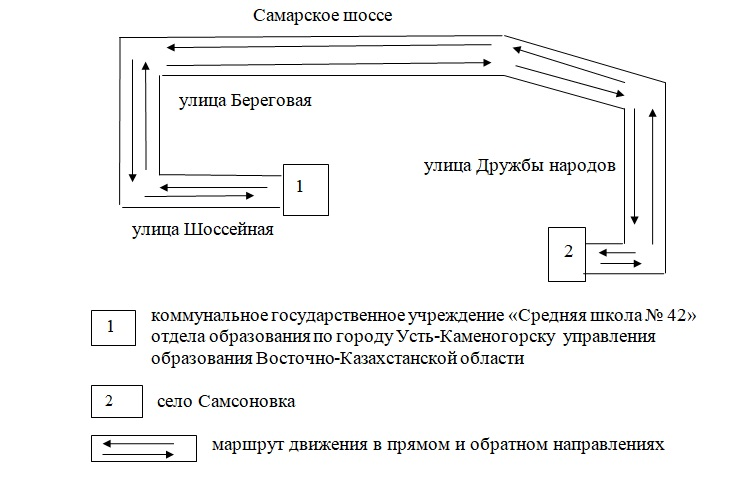 Самарское шоссе
улица Береговая
улица Дружбы народов
1
улица Шоссейная
2
1
коммунальное государственное учреждение «Средняя школа № 42»
отдела образования по городу Усть-Каменогорску управления
образования Восточно-Казахстанской области
2
село Самсоновка
маршрут движения в прямом и обратном направлениях